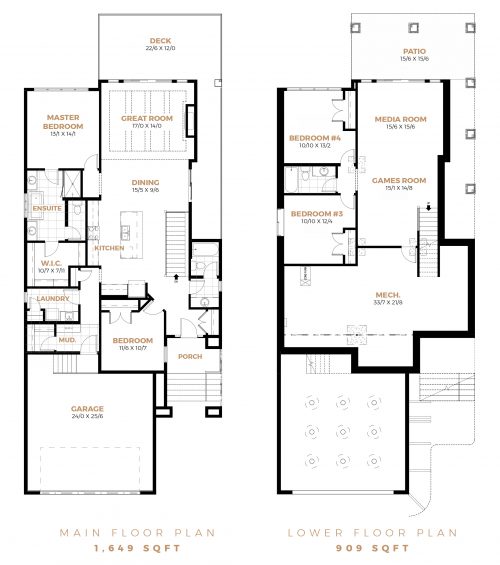 DECK
22/6 X 12/0
MASTER
BEDROOM
13/1 X 14/1
GREAT ROOM
17/0 X 14/0
DINING
15/5 X 9/6
ENSUITE
KITCHEN
W.I.C.
10/7 X 7/11
LAUNDRY
MUD.
BEDROOM
11/6 X 10/7
PORCH
GARAGE
24/0 X 25/6
MAIN FLOOR PLAN
1,649 SQFT
PATIO
15/6 X 15/6
MEDIA ROOM
15/6 X 15/6
BEDROOM #4
10/10 X 13/2
GAMES ROOM
15/1 X 14/8
BEDROOM #3
10/10 X 12/4
MECH.
33/7 X 21/8
LOWER FLOOR PLAN
909 SQFT